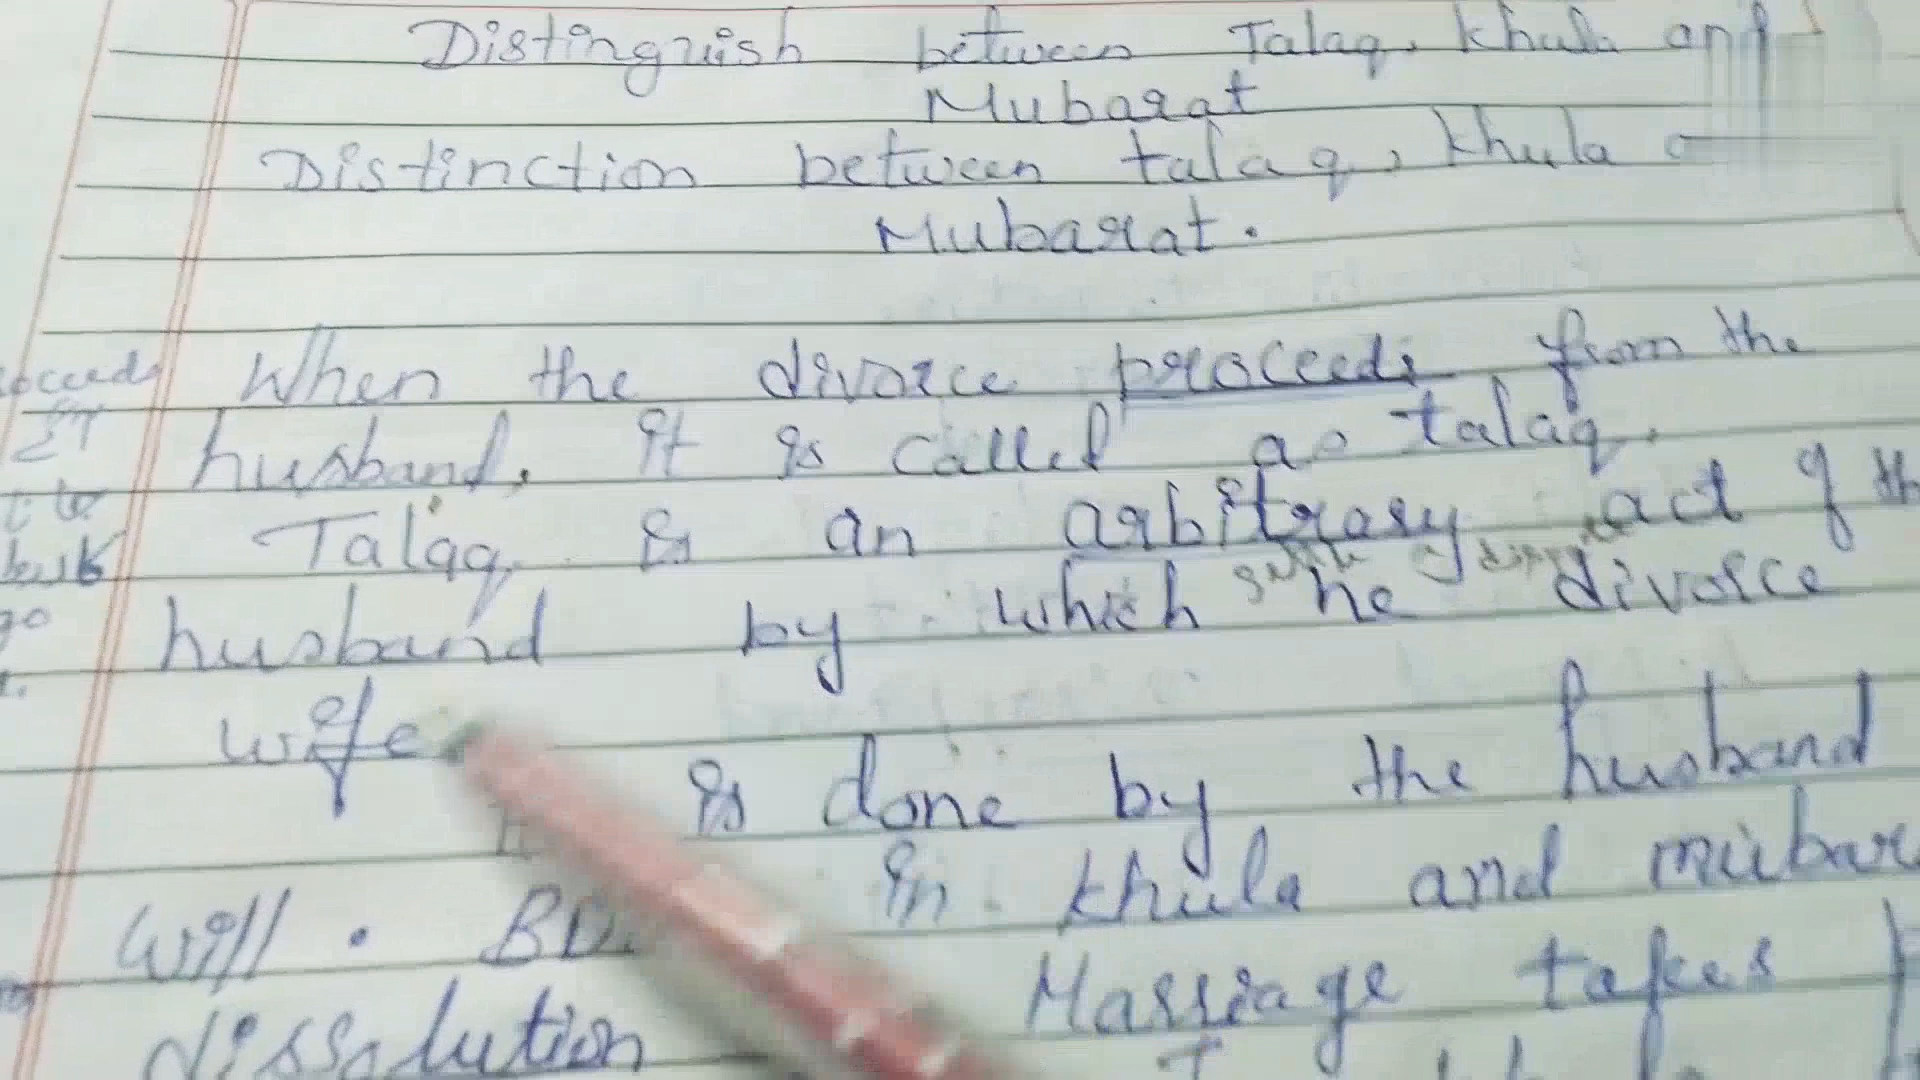 Distinguish between Talaq, Khula and
Mubarat
Distinction between talaq, Khula
Mubarat.
When the divorce proceeds from the
husband, it is called as talaq.
Talaq is an arbitrary act of
husband by which he divorce
wife
is done by the husband
will. in khula and
dissolution Marriage takes